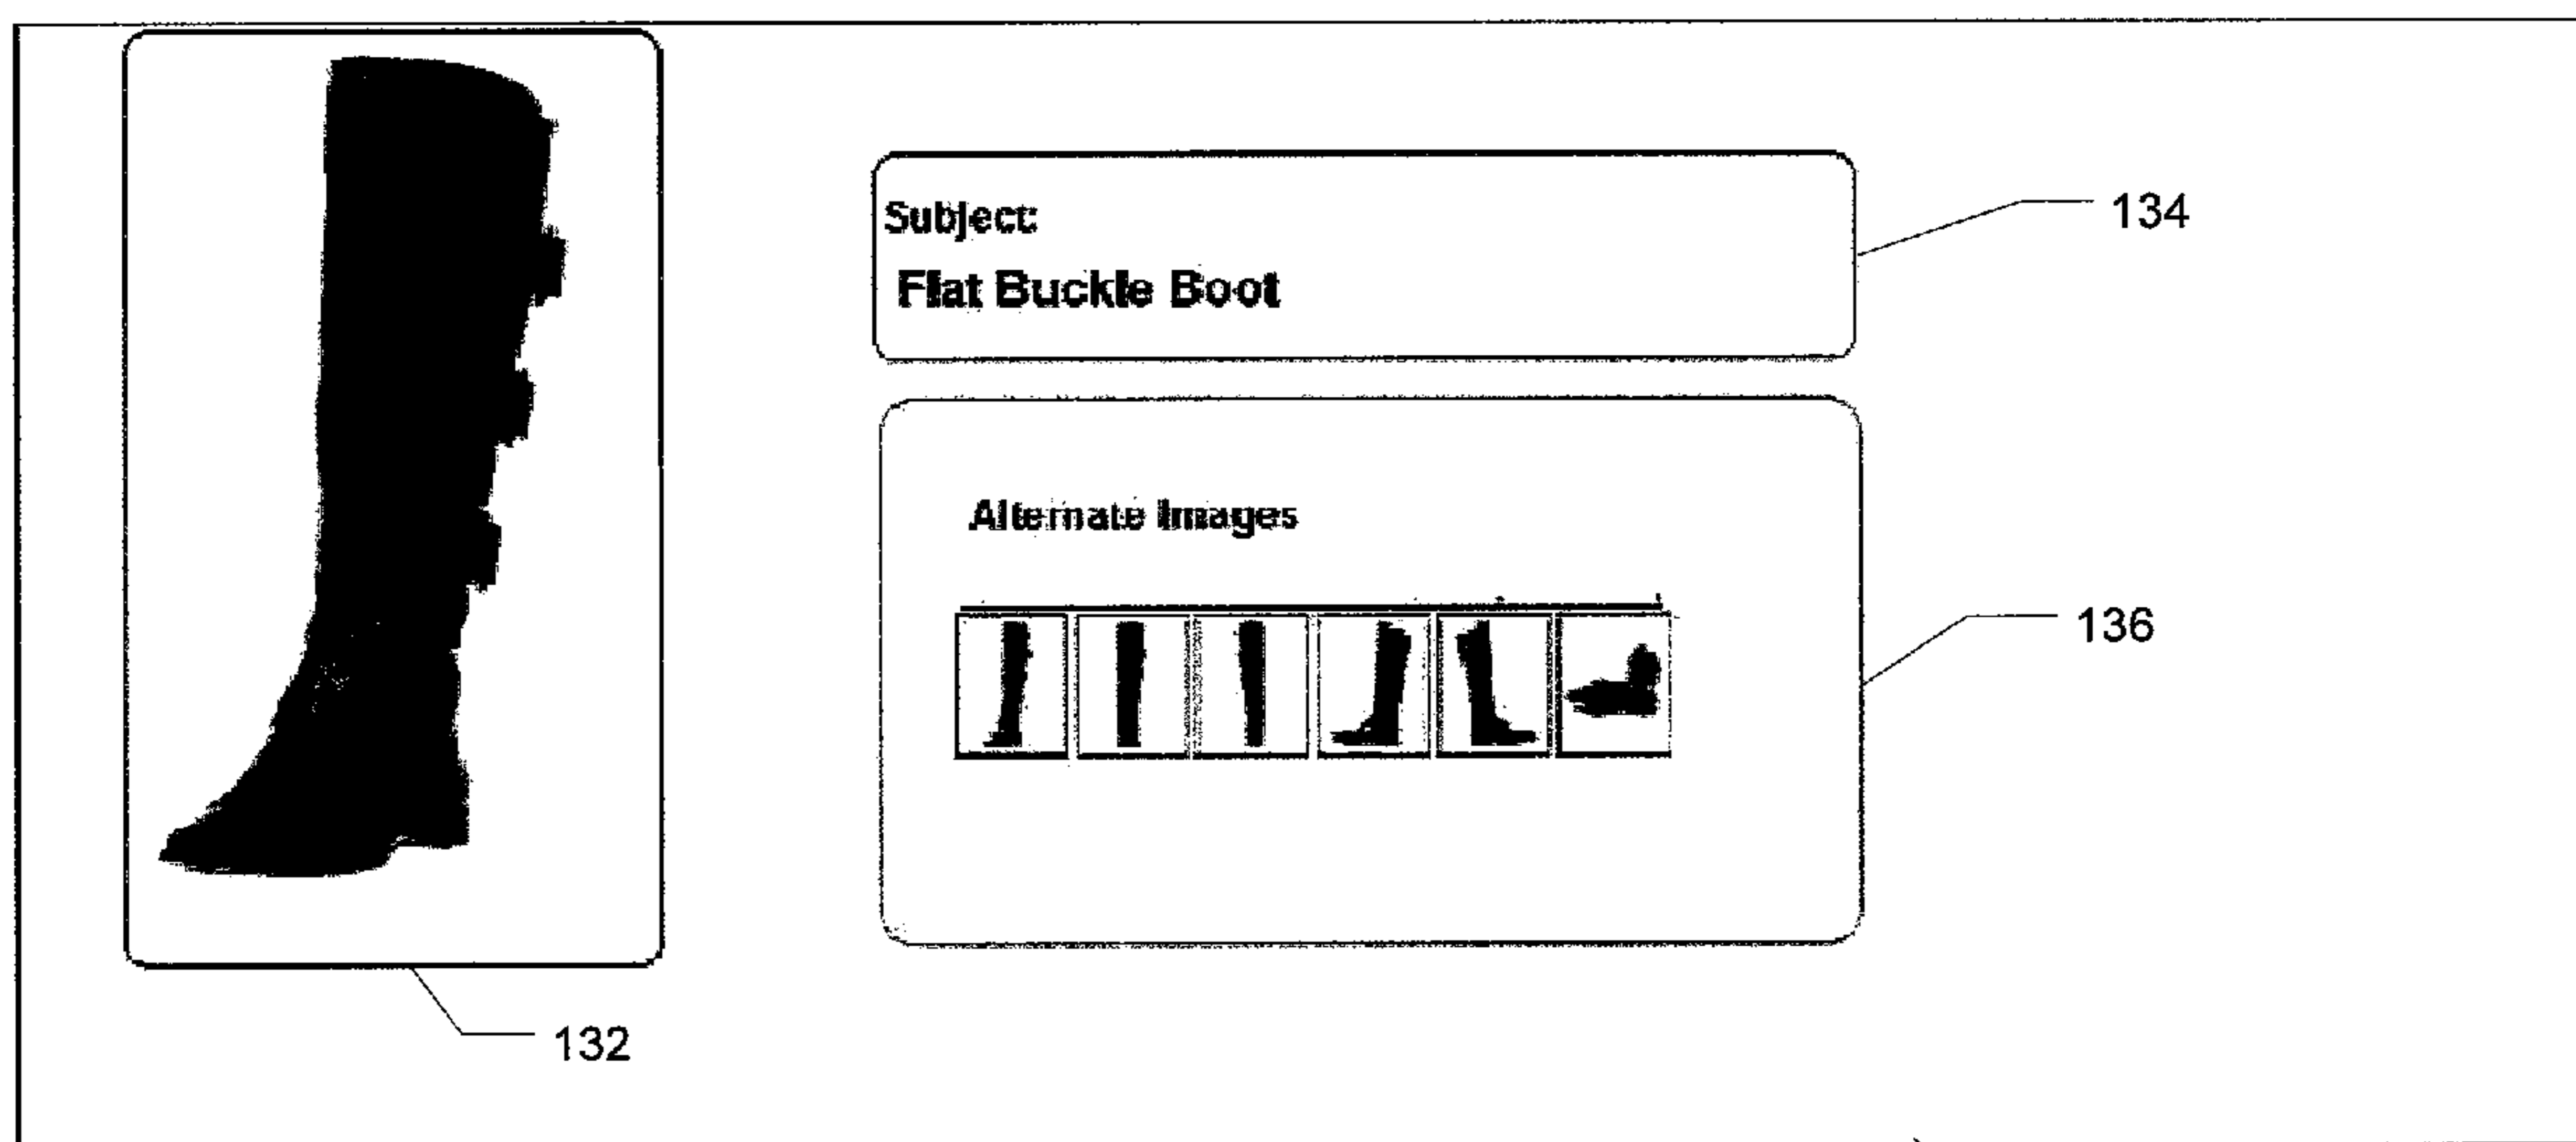 Subject:
Flat Buckle Boot
134
Alternate Images
136
132